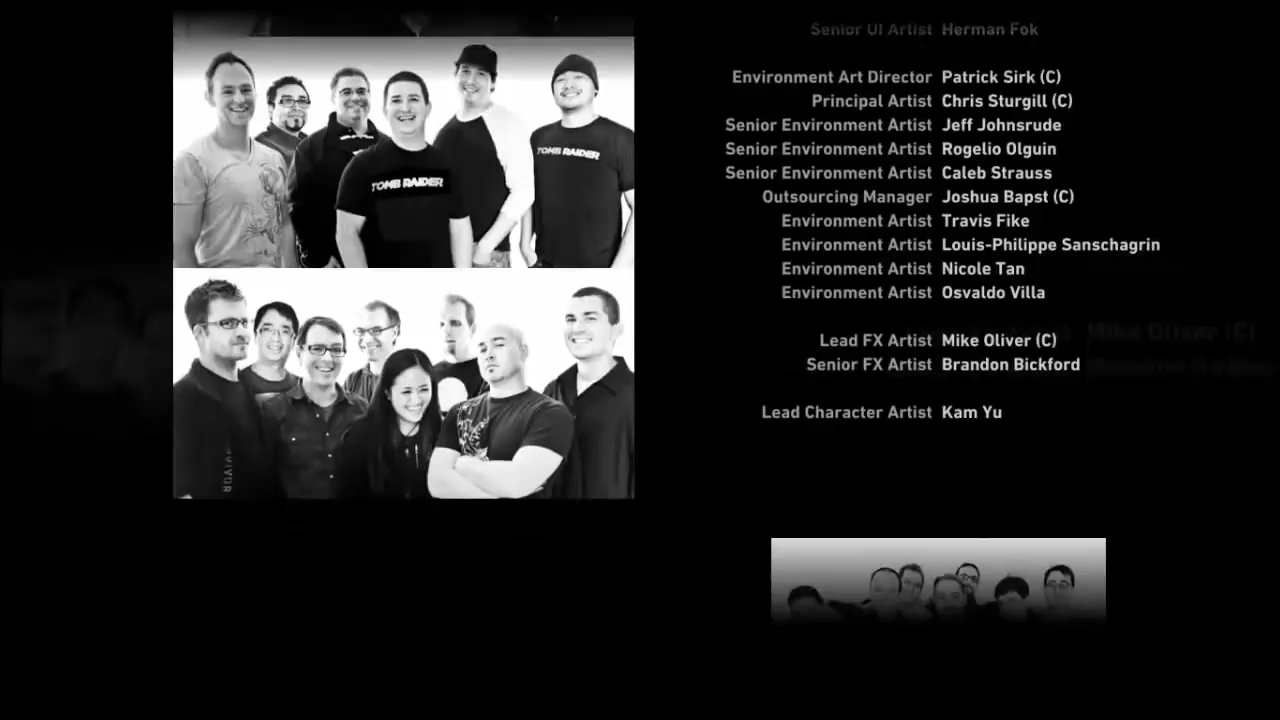 Senior UI Artist Herman Fok
Environment Art Director Patrick Sirk (C)
Principal Artist Chris Sturgill (C)
Senior Environment Artist Jeff Johnsrude
Senior Environment Artist Rogelio Olguin
Senior Environment Artist Caleb Strauss
Outsourcing Manager Joshua Bapst (C)
Environment Artist Travis Fike
Environment Artist Louis-Philippe Sanschagrin
Environment Artist Nicole Tan
Environment Artist Osvaldo Villa
Lead FX Artist Mike Oliver (C)
Senior FX Artist Brandon Bickford
Lead Character Artist Kam Yu
TOMB RAIDER
TOMB RAIDER
Mike Oliver (C)